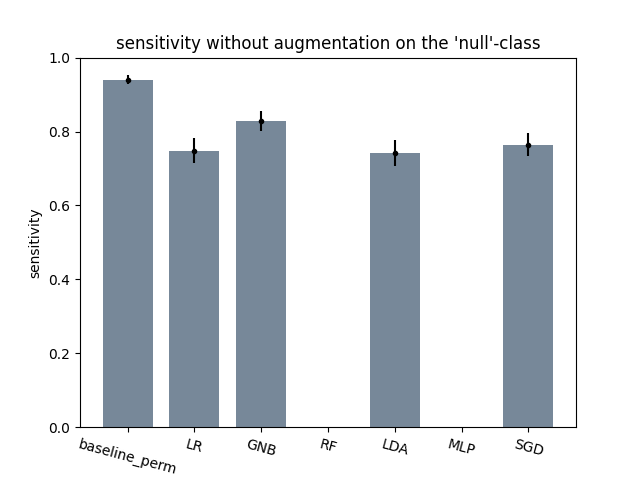 sensitivity without augmentation on the 'null'-class
1.0
0.8
0.6
0.4
0.2
0.0
sensitivity
baseline_perm
LR
GNB
RF
LDA
MLP
SGD